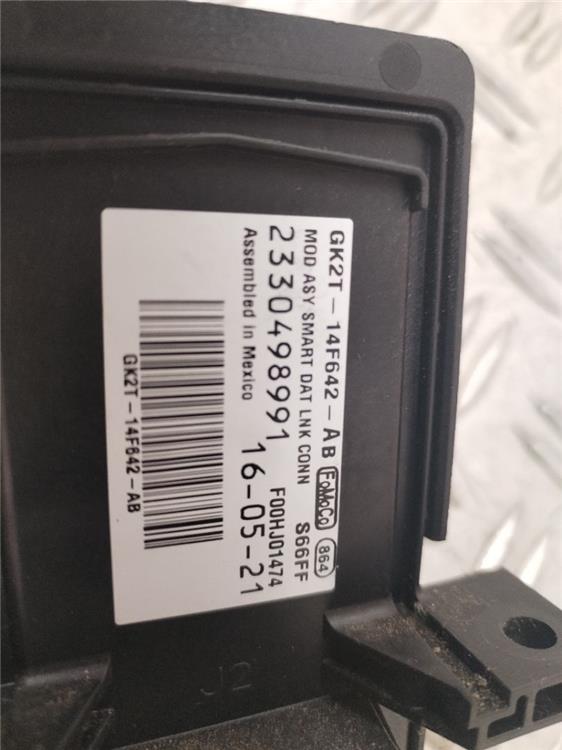 GK2T-14F642-AB FoMoCo 864
MOD ASY SMART DAT LNK CONN S66FF
2330498991 F00HJ01474
Assembled in Mexico 16-05-21
GK2T-14F642-AB
J2